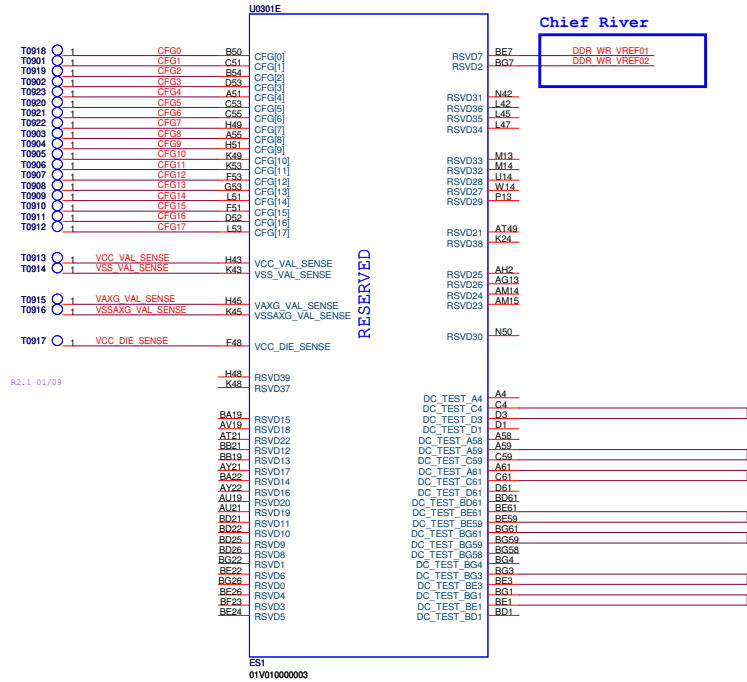 U0301E
Chief River
T0918 1 CFG0 B50 CFG[0]
T0901 1 CFG1 C51 CFG[1]
T0919 1 CFG2 B54 CFG[2]
T0902 1 CFG3 D53 CFG[3]
T0923 1 CFG4 A51 CFG[4]
T0920 1 CFG5 C53 CFG[5]
T0921 1 CFG6 C55 CFG[6]
T0922 1 CFG7 H49 CFG[7]
T0903 1 CFG8 A55 CFG[8]
T0904 1 CFG9 H51 CFG[9]
T0905 1 CFG10 K49 CFG[10]
T0906 1 CFG11 K53 CFG[11]
T0907 1 CFG12 F53 CFG[12]
T0908 1 CFG13 G53 CFG[13]
T0909 1 CFG14 L51 CFG[14]
T0910 1 CFG15 F51 CFG[15]
T0911 1 CFG16 D52 CFG[16]
T0912 1 CFG17 L53 CFG[17]
T0913 1 VCC_VAL_SENSE H43 VCC_VAL_SENSE
T0914 1 VSS_VAL_SENSE K43 VSS_VAL_SENSE
T0915 1 VAXG_VAL_SENSE H45 VAXG_VAL_SENSE
T0916 1 VSSAXG_VAL_SENSE K45 VSSAXG_VAL_SENSE
T0917 1 VCC_DIE_SENSE F48 VCC_DIE_SENSE
R2.1 01/09
H48 RSVD39
K48 RSVD37
BA19 RSVD15
AV19 RSVD18
AT21 RSVD22
BB21 RSVD12
BB19 RSVD13
AY21 RSVD17
BA22 RSVD14
AY22 RSVD16
AU19 RSVD20
AU21 RSVD19
BD21 RSVD11
BD22 RSVD10
BD25 RSVD9
BD26 RSVD8
BG22 RSVD1
BE22 RSVD6
BG26 RSVD0
BE26 RSVD4
BF23 RSVD3
BE24 RSVD5
RESERVED
RSVD7 BE7 DDR_WR_VREF01
RSVD2 BG7 DDR_WR_VREF02
RSVD31 N42
RSVD36 L42
RSVD35 L45
RSVD34 L47
RSVD33 M13
RSVD32 M14
RSVD28 U14
RSVD27 W14
RSVD29 P13
RSVD21 AT49
RSVD38 K24
RSVD25 AH2
RSVD26 AG13
RSVD24 AM14
RSVD23 AM15
RSVD30 N50
DC_TEST_A4 A4
DC_TEST_C4 C4
DC_TEST_D3 D3
DC_TEST_D1 D1
DC_TEST_A58 A58
DC_TEST_A59 A59
DC_TEST_C59 C59
DC_TEST_A61 A61
DC_TEST_C61 C61
DC_TEST_D61 D61
DC_TEST_BD61 BD61
DC_TEST_BE61 BE61
DC_TEST_BE59 BE59
DC_TEST_BG61 BG61
DC_TEST_BG59 BG59
DC_TEST_BG58 BG58
DC_TEST_BG4 BG4
DC_TEST_BG3 BG3
DC_TEST_BE3 BE3
DC_TEST_BG1 BG1
DC_TEST_BE1 BE1
DC_TEST_BD1 BD1
ES1
01V010000003